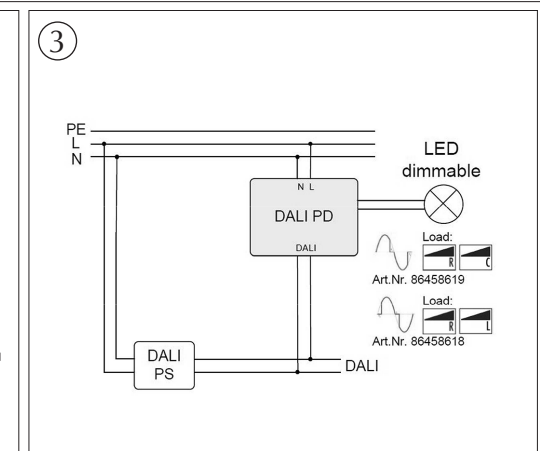 3
PE
L
N
LED
dimmable
N L
DALI PD
DALI
Load:
R C
Art.Nr. 86458619
Load:
R L
Art.Nr. 86458618
DALI
PS
DALI